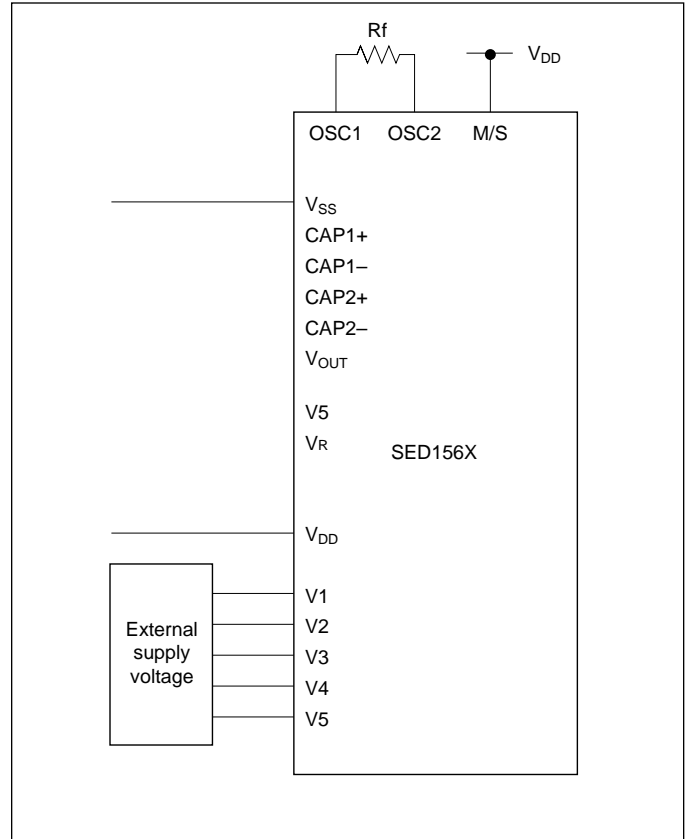 Rf
VDD
OSC1 OSC2 M/S
VSS
CAP1+
CAP1–
CAP2+
CAP2–
VOUT
V5
VR
SED156X
VDD
V1
V2
V3
V4
V5
External
supply
voltage